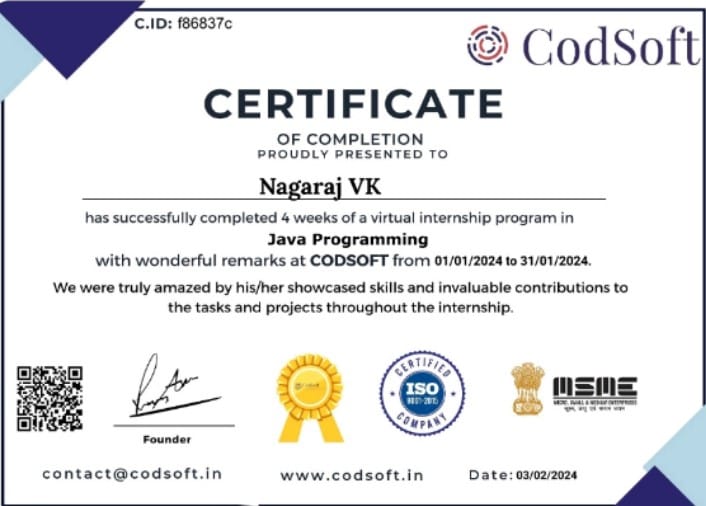 C.ID: f86837c
CodSoft
CERTIFICATE
OF COMPLETION
PROUDLY PRESENTED TO
Nagaraj VK
has successfully completed 4 weeks of a virtual internship program in
Java Programming
with wonderful remarks at CODSOFT from 01/01/2024 to 31/01/2024.
We were truly amazed by his/her showcased skills and invaluable contributions to
the tasks and projects throughout the internship.
CERTIFIED
ISO
9001-2015
COMPANY
MSME
MICRO, SMALL & MEDIUM ENTERPRISES
सूक्ष्म, लघु एवं मध्यम उद्यम
Founder
contact@codsoft.in
www.codsoft.in
Date: 03/02/2024